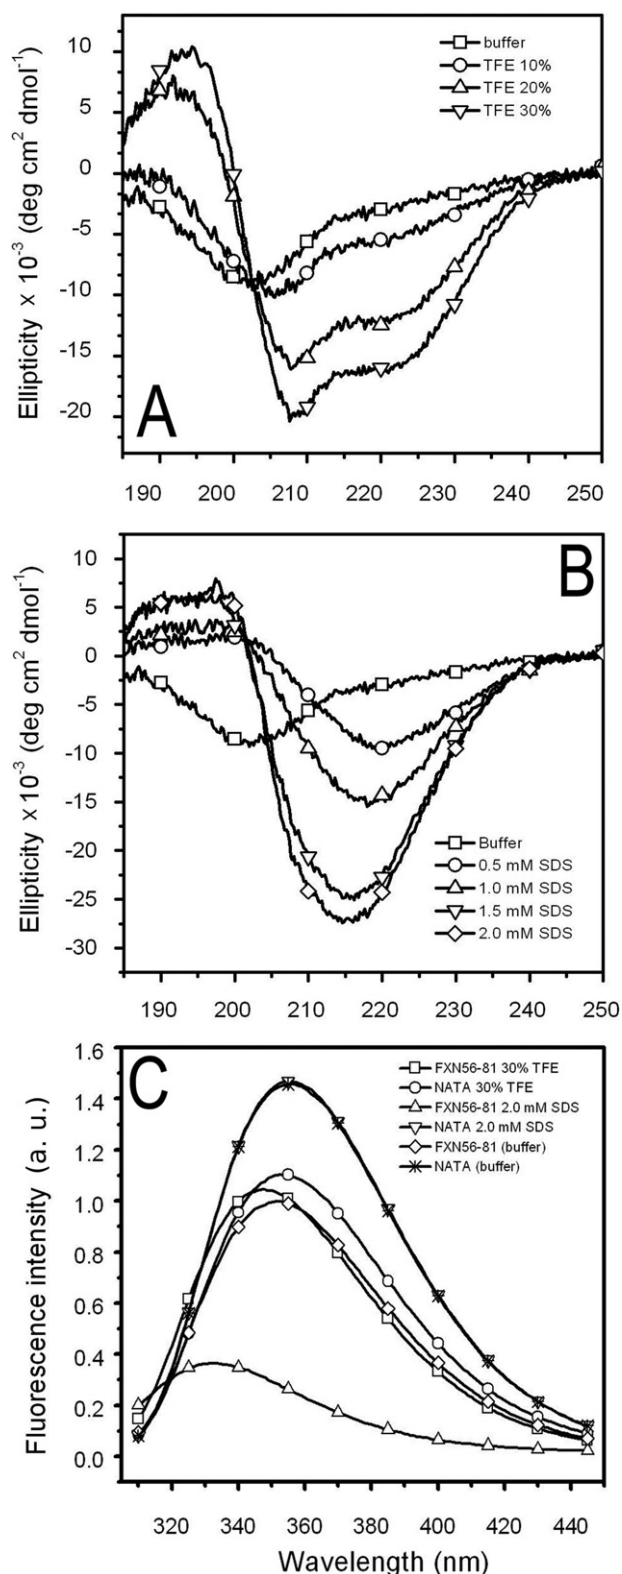 A
Ellipticity x 10⁻³ (deg cm² dmol⁻¹)
10
5
0
-5
-10
-15
-20
buffer
TFE 10%
TFE 20%
TFE 30%
190 200 210 220 230 240 250
B
Ellipticity x10⁻³ (deg cm² dmol⁻¹)
10
5
0
-5
-10
-15
-20
-25
-30
Buffer
0.5 mM SDS
1.0 mM SDS
1.5 mM SDS
2.0 mM SDS
190 200 210 220 230 240 250
C
Fluorescence intensity (a. u.)
1.6
1.4
1.2
1.0
0.8
0.6
0.4
0.2
0.0
FXN56-81 30% TFE
NATA 30% TFE
FXN56-81 2.0 mM SDS
NATA 2.0 mM SDS
FXN56-81 (buffer)
NATA (buffer)
320 340 360 380 400 420 440
Wavelength (nm)